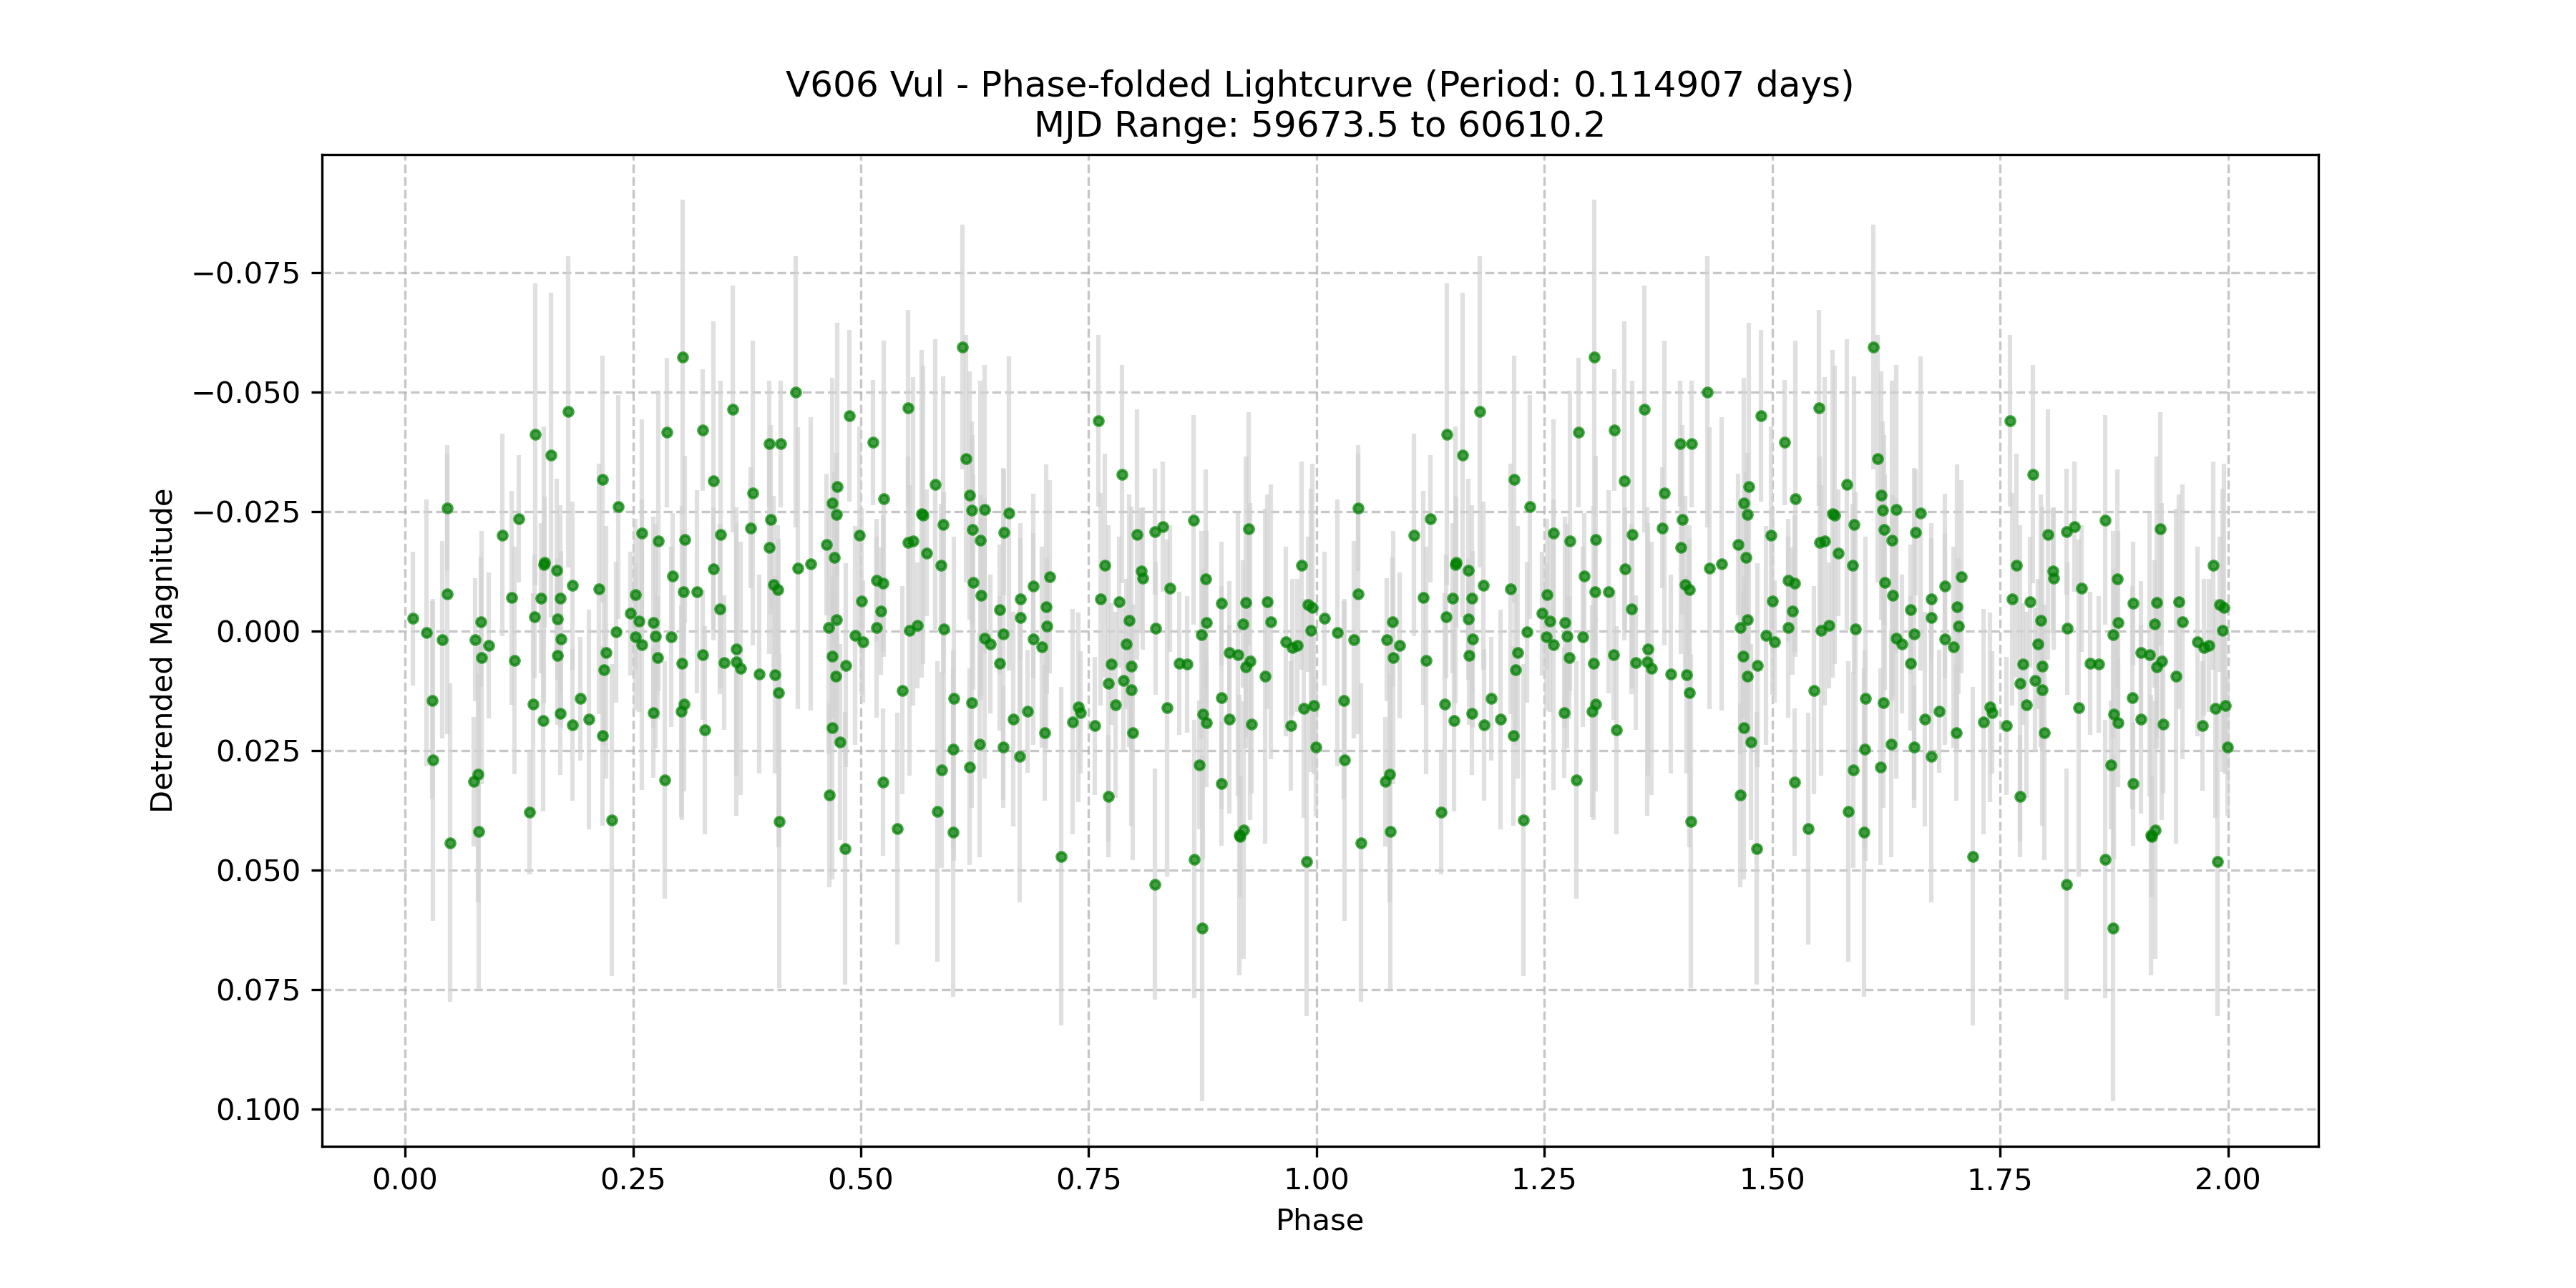 V606 Vul - Phase-folded Lightcurve (Period: 0.114907 days)
MJD Range: 59673.5 to 60610.2
Detrended Magnitude
−0.075
−0.050
−0.025
0.000
0.025
0.050
0.075
0.100
0.00 0.25 0.50 0.75 1.00 1.25 1.50 1.75 2.00
Phase